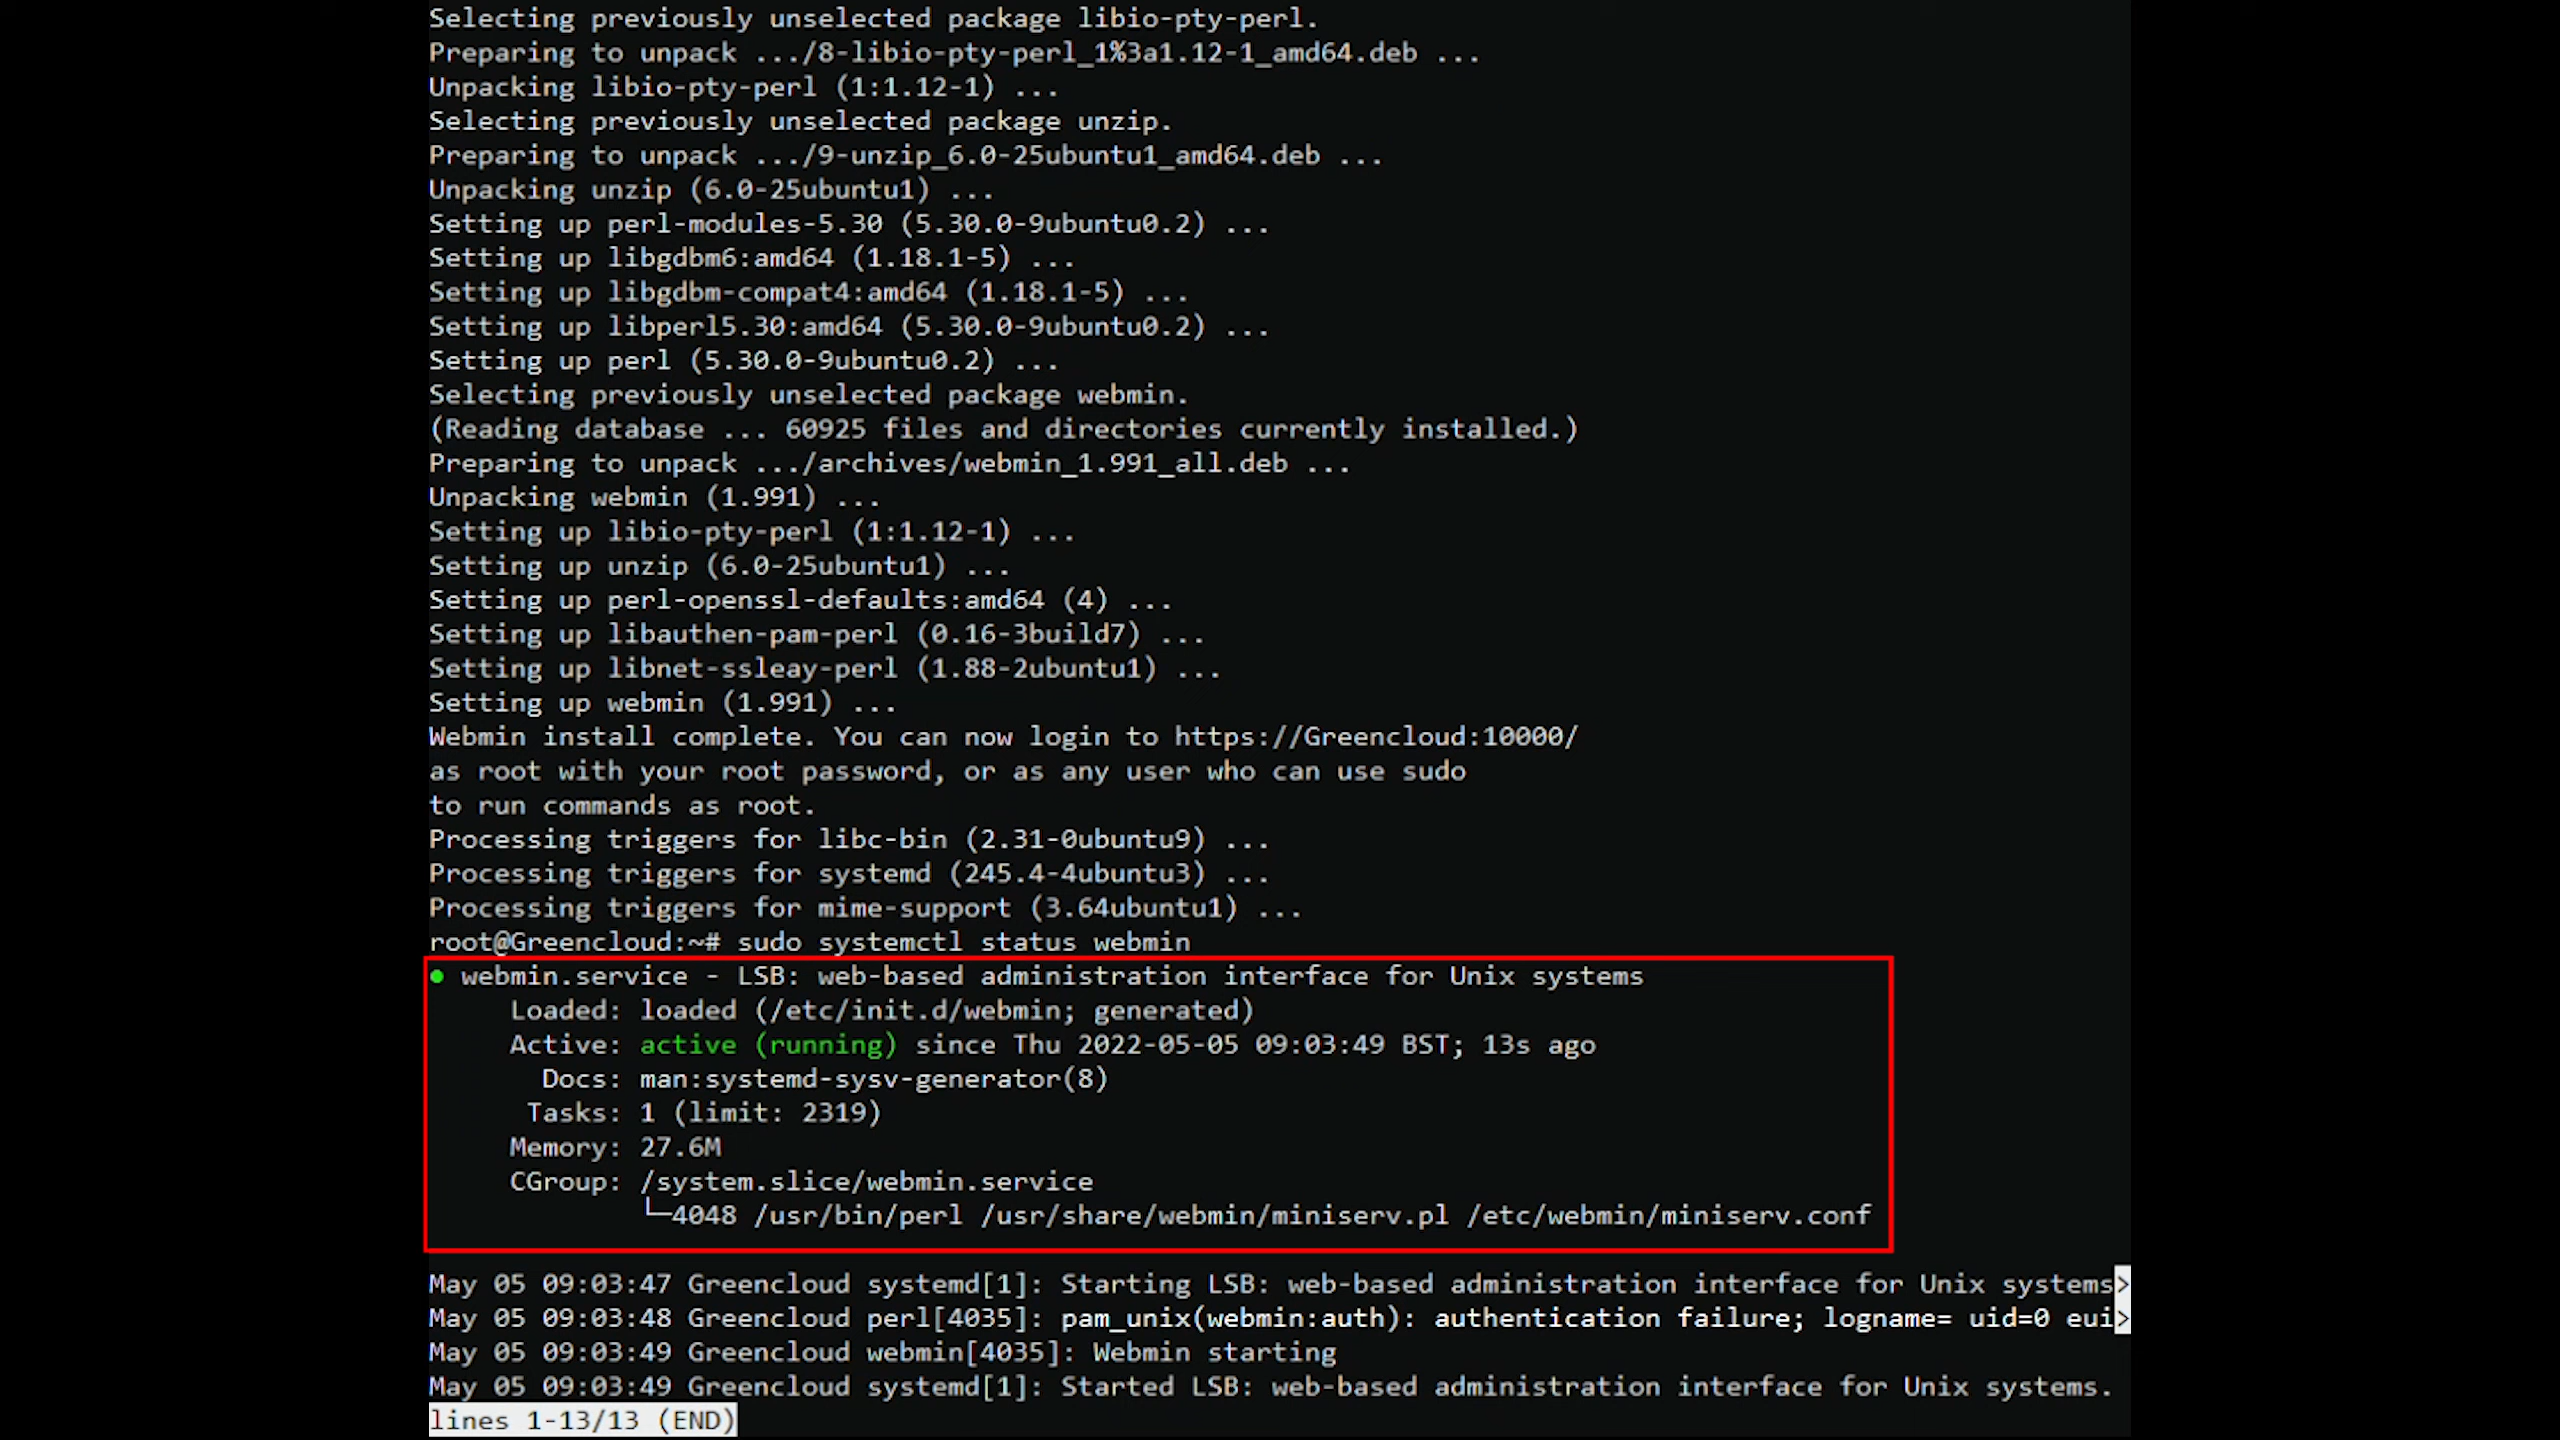 Selecting previously unselected package libio-pty-perl.
Preparing to unpack .../8-libio-pty-perl_1%3a1.12-1_amd64.deb ...
Unpacking libio-pty-perl (1:1.12-1) ...
Selecting previously unselected package unzip.
Preparing to unpack .../9-unzip_6.0-25ubuntu1_amd64.deb ...
Unpacking unzip (6.0-25ubuntu1) ...
Setting up perl-modules-5.30 (5.30.0-9ubuntu0.2) ...
Setting up libgdbm6:amd64 (1.18.1-5) ...
Setting up libgdbm-compat4:amd64 (1.18.1-5) ...
Setting up libperl5.30:amd64 (5.30.0-9ubuntu0.2) ...
Setting up perl (5.30.0-9ubuntu0.2) ...
Selecting previously unselected package webmin.
(Reading database ... 60925 files and directories currently installed.)
Preparing to unpack .../archives/webmin_1.991_all.deb ...
Unpacking webmin (1.991) ...
Setting up libio-pty-perl (1:1.12-1) ...
Setting up unzip (6.0-25ubuntu1) ...
Setting up perl-openssl-defaults:amd64 (4) ...
Setting up libauthen-pam-perl (0.16-3build7) ...
Setting up libnet-ssleay-perl (1.88-2ubuntu1) ...
Setting up webmin (1.991) ...
Webmin install complete. You can now login to https://Greencloud:10000/
as root with your root password, or as any user who can use sudo
to run commands as root.
Processing triggers for libc-bin (2.31-0ubuntu9) ...
Processing triggers for systemd (245.4-4ubuntu3) ...
Processing triggers for mime-support (3.64ubuntu1) ...
root@Greencloud:~# sudo systemctl status webmin
● webmin.service - LSB: web-based administration interface for Unix systems
Loaded: loaded (/etc/init.d/webmin; generated)
Active: active (running) since Thu 2022-05-05 09:03:49 BST; 13s ago
Docs: man:systemd-sysv-generator(8)
Tasks: 1 (limit: 2319)
Memory: 27.6M
CGroup: /system.slice/webmin.service
└─4048 /usr/bin/perl /usr/share/webmin/miniserv.pl /etc/webmin/miniserv.conf
May 05 09:03:47 Greencloud systemd[1]: Starting LSB: web-based administration interface for Unix systems>
May 05 09:03:48 Greencloud perl[4035]: pam_unix(webmin:auth): authentication failure; logname= uid=0 eui>
May 05 09:03:49 Greencloud webmin[4035]: Webmin starting
May 05 09:03:49 Greencloud systemd[1]: Started LSB: web-based administration interface for Unix systems.
lines 1-13/13 (END)